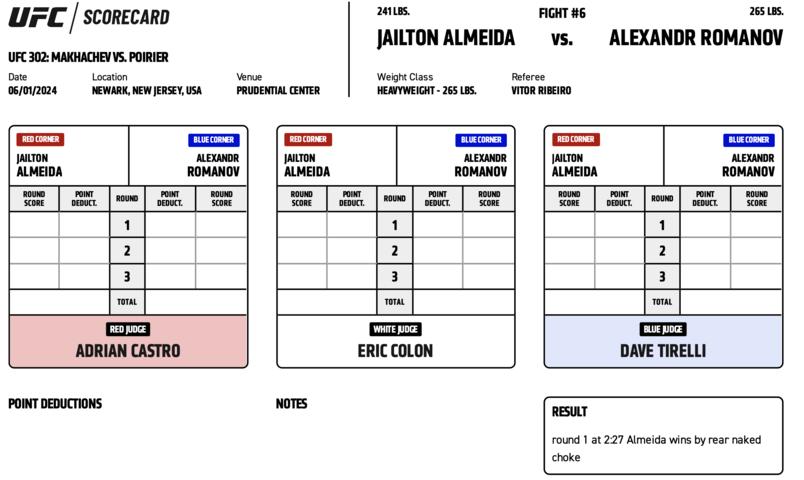 UFC / SCORECARD
UFC 302: MAKHACHEV VS. POIRIER
Date Location Venue
06/01/2024 NEWARK, NEW JERSEY, USA PRUDENTIAL CENTER
241 LBS. FIGHT #6 265 LBS.
JAILTON ALMEIDA VS. ALEXANDR ROMANOV
Weight Class Referee
HEAVYWEIGHT - 265 LBS. VITOR RIBEIRO
RED CORNER BLUE CORNER
JAILTON ALEXANDR
ALMEIDA ROMANOV
ROUND POINT ROUND POINT ROUND
SCORE DEDUCT. DEDUCT. SCORE
1
2
3
TOTAL
RED JUDGE
ADRIAN CASTRO
RED CORNER BLUE CORNER
JAILTON ALEXANDR
ALMEIDA ROMANOV
ROUND POINT ROUND POINT ROUND
SCORE DEDUCT. DEDUCT. SCORE
1
2
3
TOTAL
WHITE JUDGE
ERIC COLON
RED CORNER BLUE CORNER
JAILTON ALEXANDR
ALMEIDA ROMANOV
ROUND POINT ROUND POINT ROUND
SCORE DEDUCT. DEDUCT. SCORE
1
2
3
TOTAL
BLUE JUDGE
DAVE TIRELLI
POINT DEDUCTIONS
NOTES
RESULT
round 1 at 2:27 Almeida wins by rear naked
choke